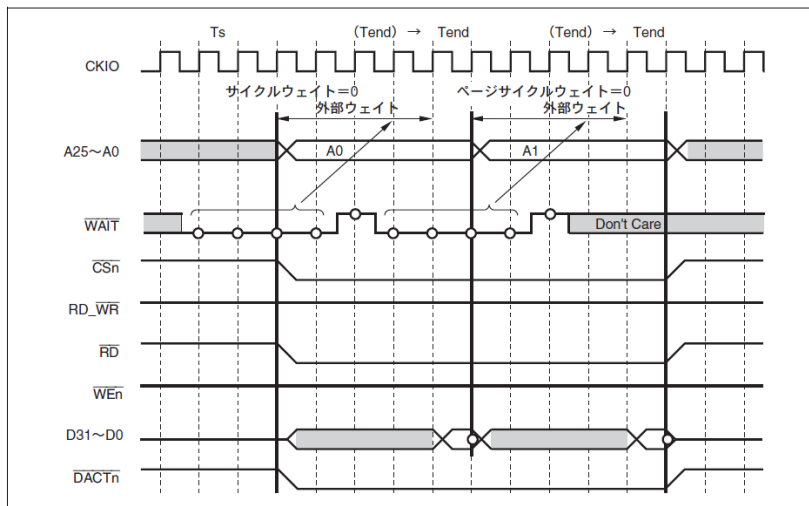 Ts (Tend) → Tend (Tend) → Tend
CKIO
サイクルウェイト＝0 ページサイクルウェイト＝0
外部ウェイト 外部ウェイト
A25～A0 A0 A1
WAIT Don't Care
CSn
RD_WR
RD
WEn
D31～D0
DACTn